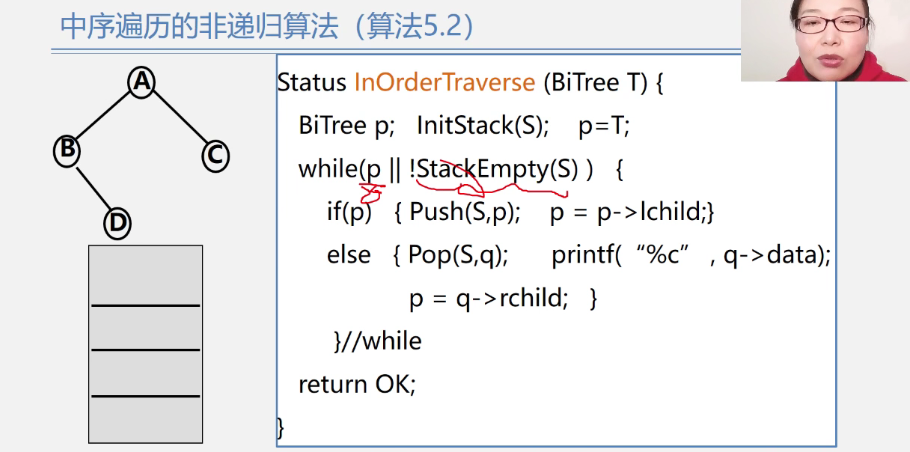 中序遍历的非递归算法（算法5.2）
A
B
C
D
Status InOrderTraverse (BiTree T) {
BiTree p; InitStack(S); p=T;
while(p || !StackEmpty(S) ) {
if(p) { Push(S,p); p = p->lchild;}
else { Pop(S,q); printf( “%c” , q->data);
p = q->rchild; }
}//while
return OK;
}